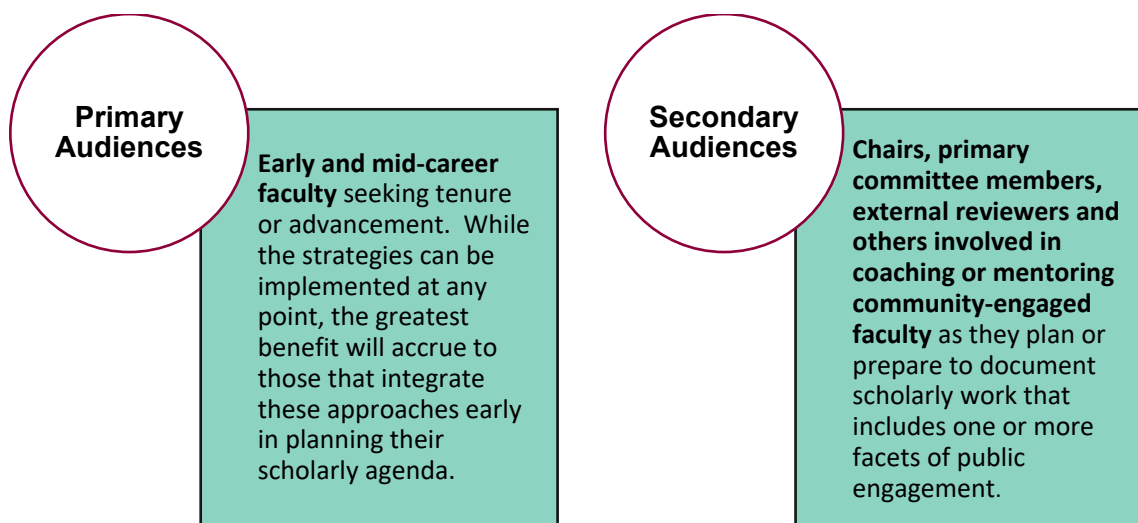 Primary
Audiences
Early and mid-career
faculty seeking tenure
or advancement.  While
the strategies can be
implemented at any
point, the greatest
benefit will accrue to
those that integrate
these approaches early
in planning their
scholarly agenda.
Secondary
Audiences
Chairs, primary
committee members,
external reviewers and
others involved in
coaching or mentoring
community-engaged
faculty as they plan or
prepare to document
scholarly work that
includes one or more
facets of public
engagement.